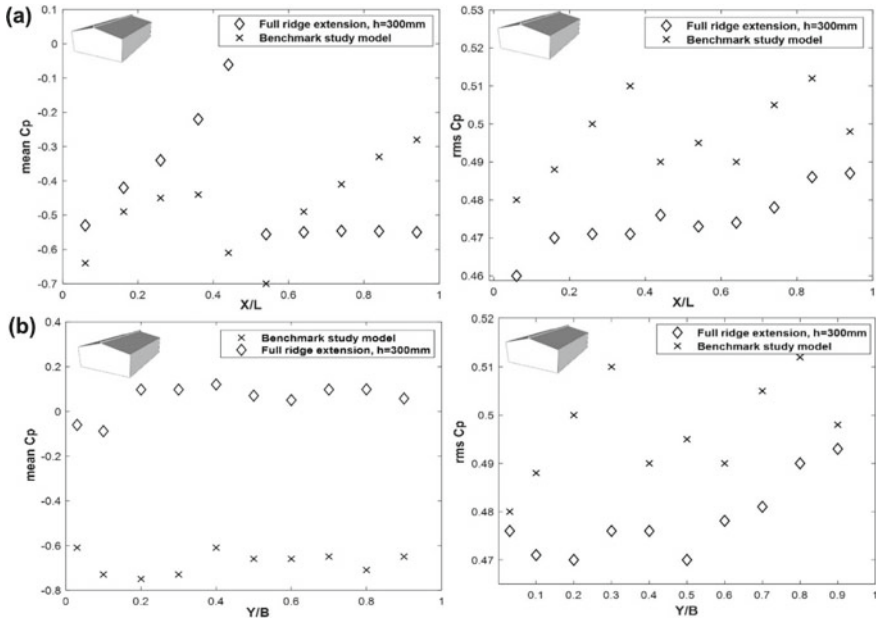 (a)
0.1
0
-0.1
-0.2
-0.3
-0.4
-0.5
-0.6
-0.7
mean Cp
0 0.2 0.4 0.6 0.8 1
X/L
Full ridge extension, h=300mm
Benchmark study model
0.53
0.52
0.51
0.5
0.49
0.48
0.47
0.46
rms Cp
0 0.2 0.4 0.6 0.8 1
X/L
Full ridge extension, h=300mm
Benchmark study model
(b)
0.4
0.2
0
-0.2
-0.4
-0.6
-0.8
mean Cp
0 0.2 0.4 0.6 0.8 1
Y/B
Benchmark study model
Full ridge extension, h=300mm
0.52
0.51
0.5
0.49
0.48
0.47
rms Cp
0.1 0.2 0.3 0.4 0.5 0.6 0.7 0.8 0.9 1
Y/B
Full ridge extension, h=300mm
Benchmark study model